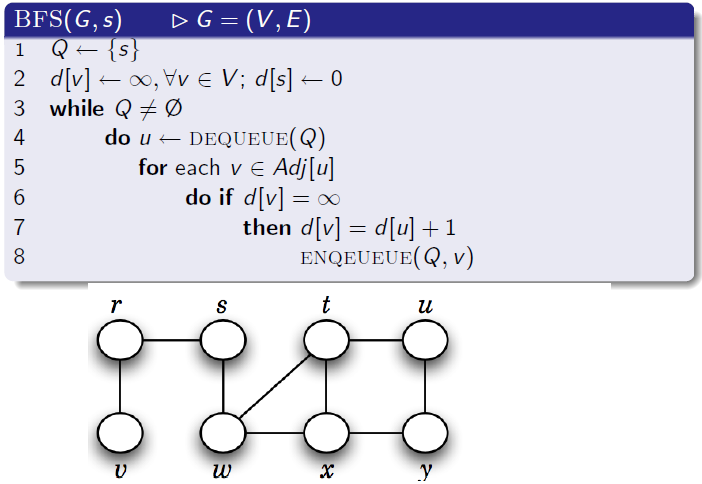 BFS(G, s) ▷ G = (V, E)
1 Q ← {s}
2 d[v] ← ∞, ∀v ∈ V; d[s] ← 0
3 while Q ≠ Ø
4 do u ← DEQUEUE(Q)
5 for each v ∈ Adj[u]
6 do if d[v] = ∞
7 then d[v] = d[u] + 1
8 ENQEUEUE(Q, v)
r s t u
v w x y